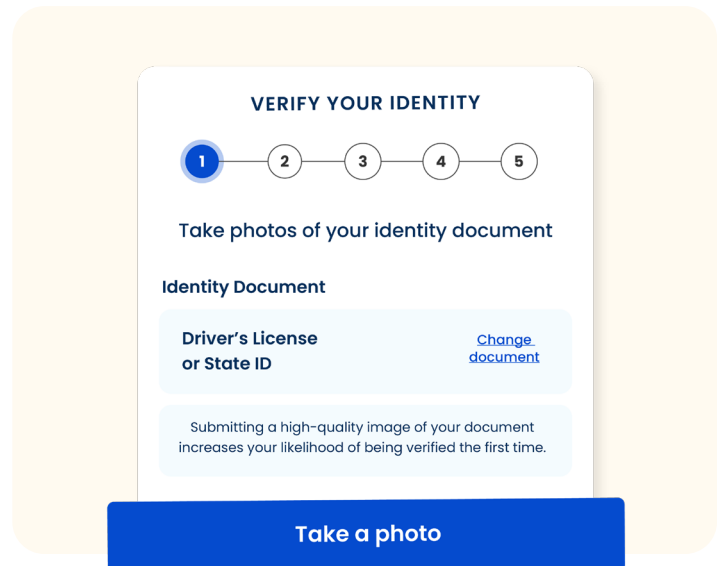 VERIFY YOUR IDENTITY
1 2 3 4 5
Take photos of your identity document
Identity Document
Driver’s License
or State ID
Change
document
Submitting a high-quality image of your document
increases your likelihood of being verified the first time.
Take a photo